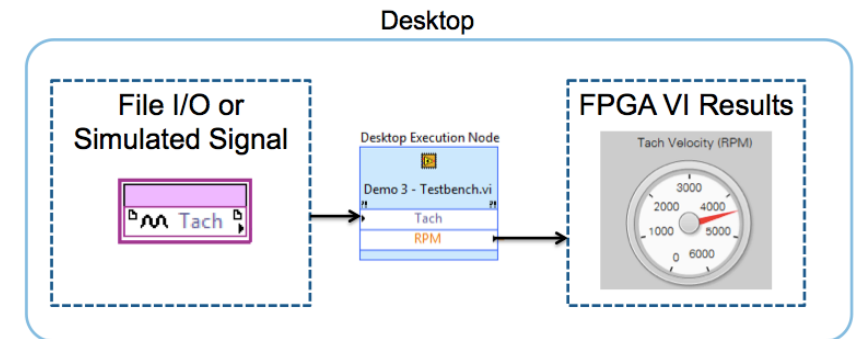 Desktop
File I/O or
Simulated Signal
Tach
Desktop Execution Node
Demo 3 - Testbench.vi
?!
?!
Tach
RPM
FPGA VI Results
Tach Velocity (RPM)
3000
2000
4000
1000
5000
0
6000